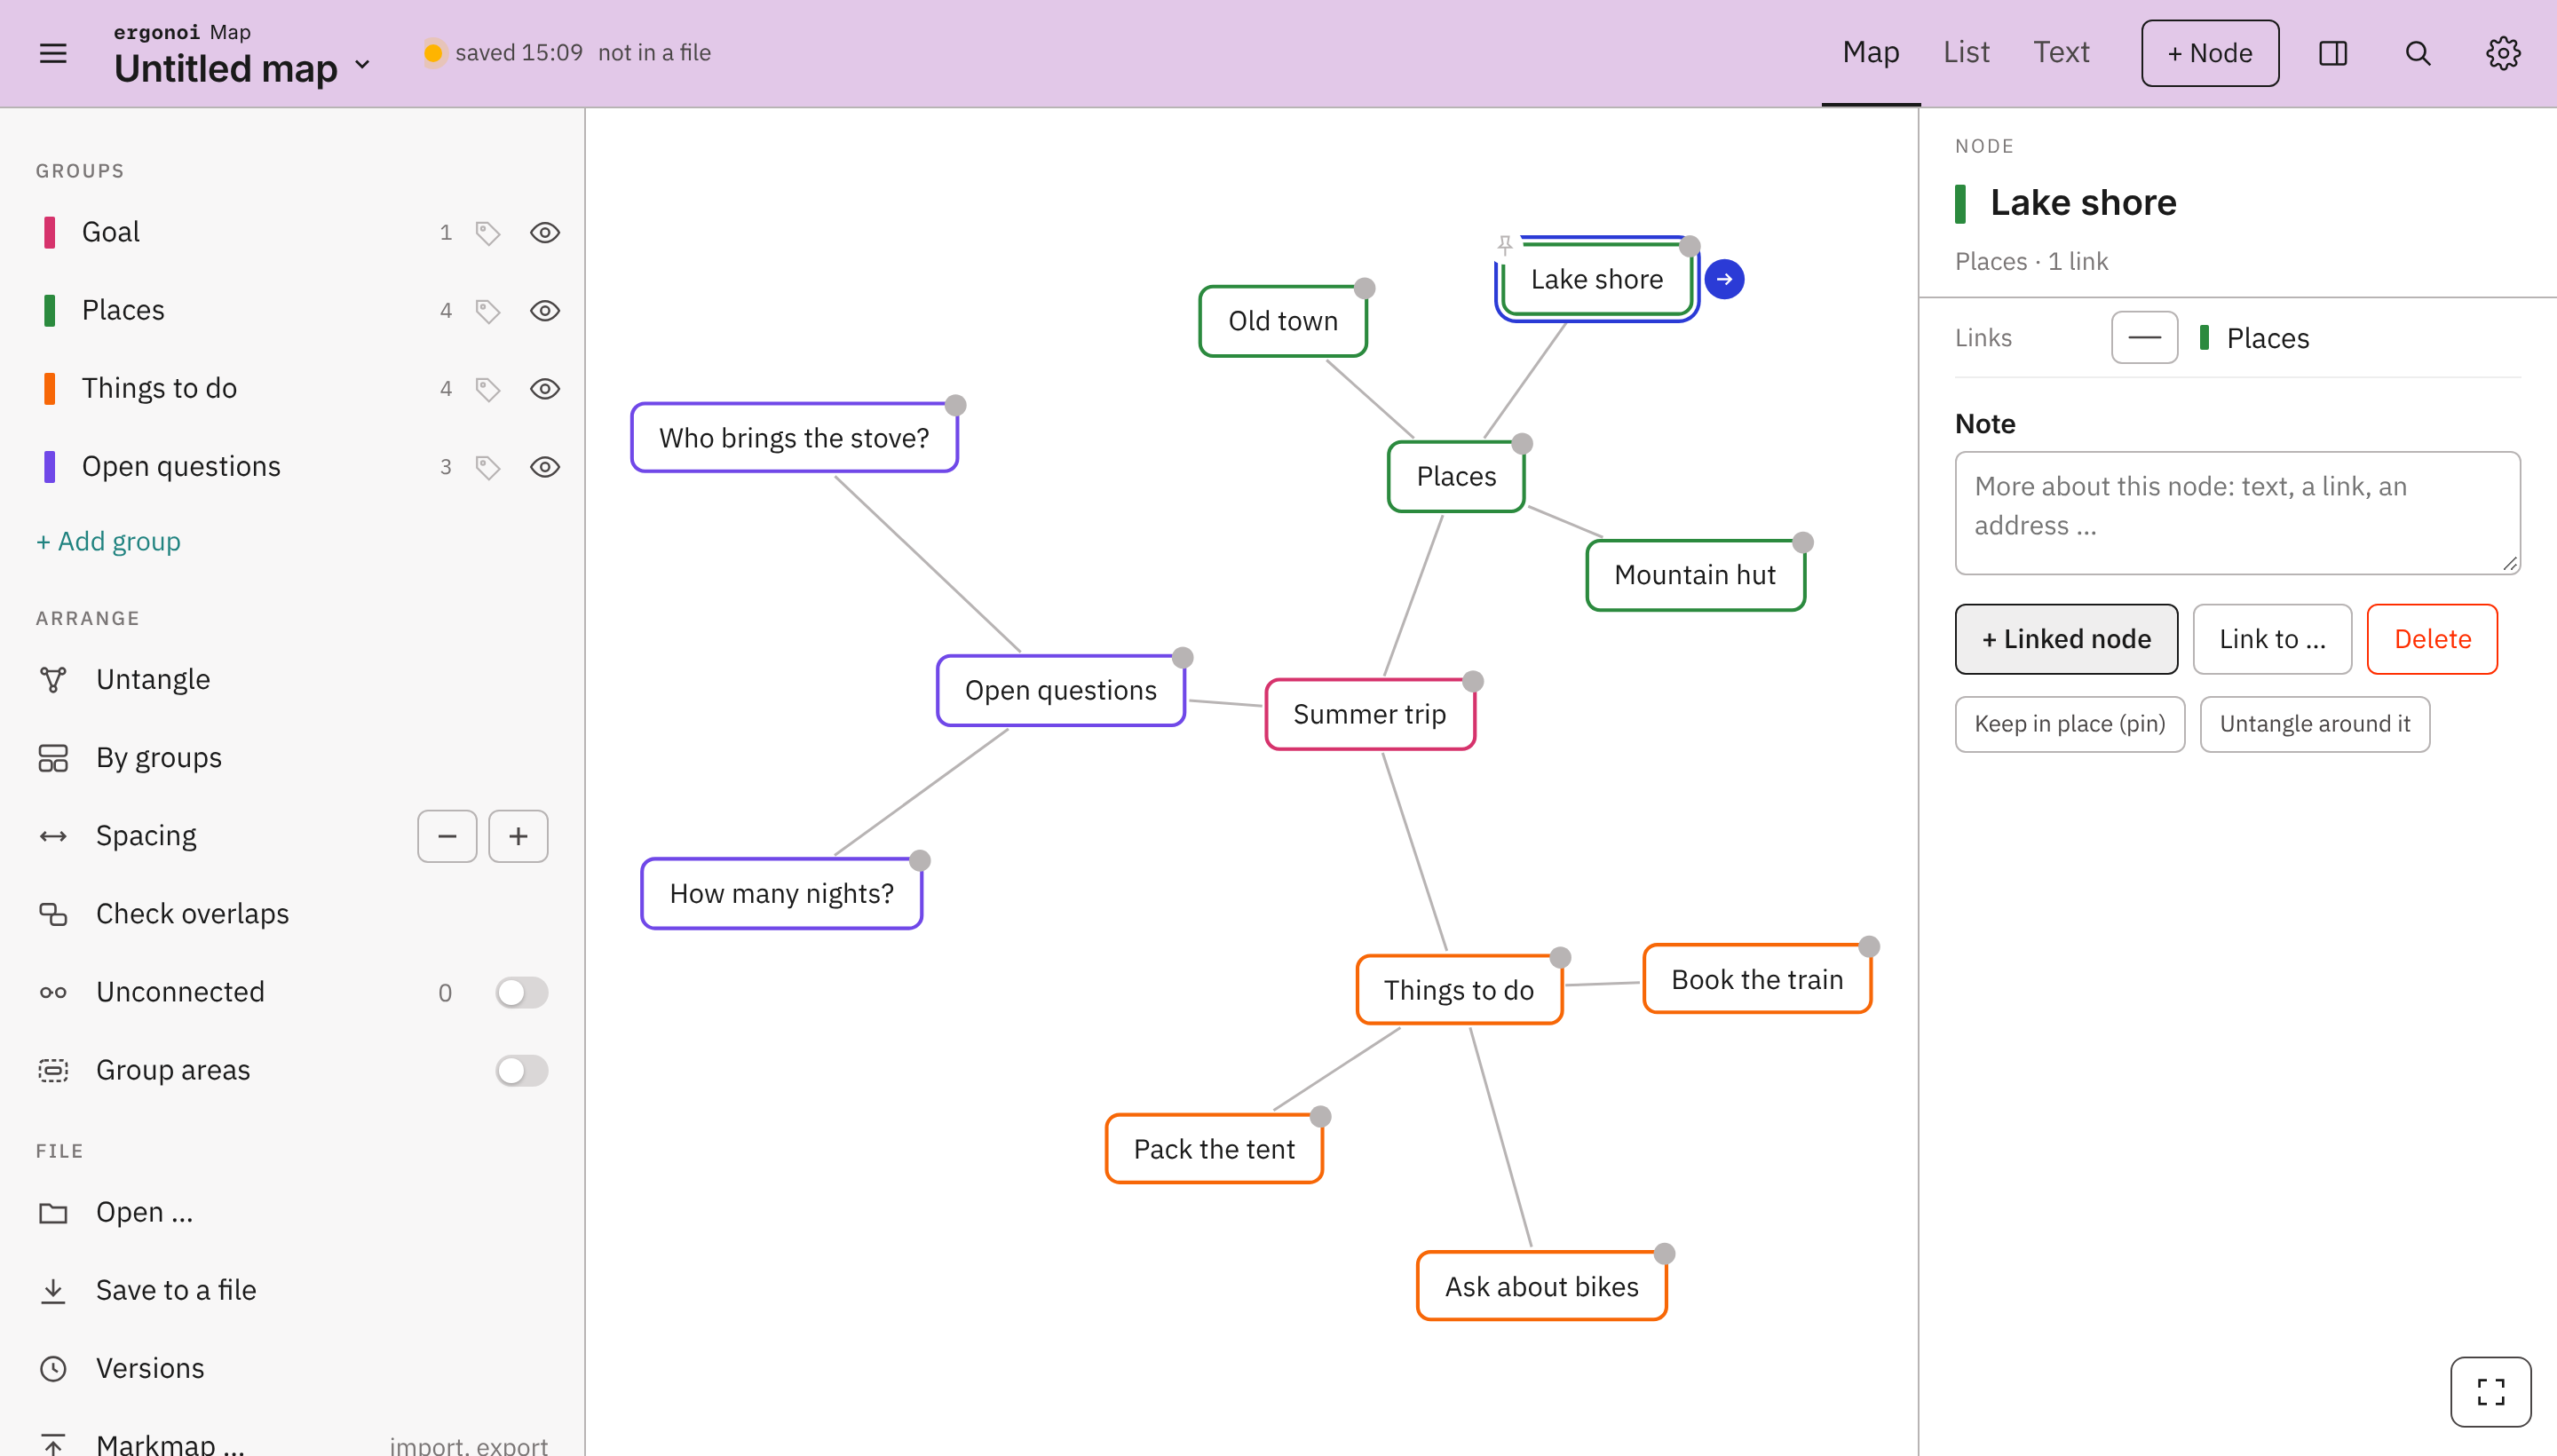 ergonoi Map
Untitled map
saved 15:09 not in a file
Map List Text + Node
GROUPS
Goal 1
Places 4
Things to do 4
Open questions 3
+ Add group
ARRANGE
Untangle
By groups
Spacing − +
Check overlaps
Unconnected 0
Group areas
FILE
Open ...
Save to a file
Versions
Markmap ... import, export
Lake shore
Old town
Who brings the stove?
Places
Mountain hut
Open questions
Summer trip
How many nights?
Things to do
Book the train
Pack the tent
Ask about bikes
NODE
Lake shore
Places · 1 link
Links — Places
Note
More about this node: text, a link, an
address ...
+ Linked node Link to ... Delete
Keep in place (pin) Untangle around it